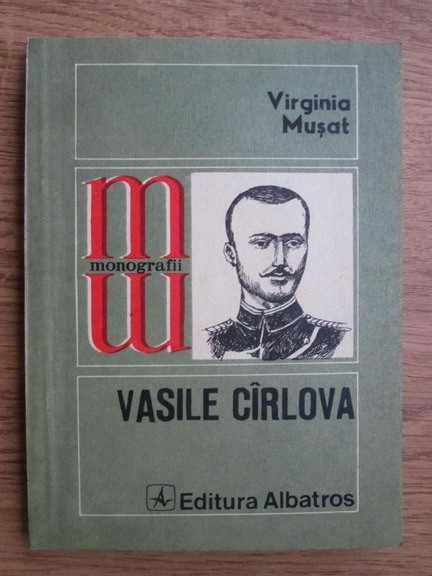 Virginia
Mușat
m
monografii
m
VASILE CÎRLOVA
Editura Albatros